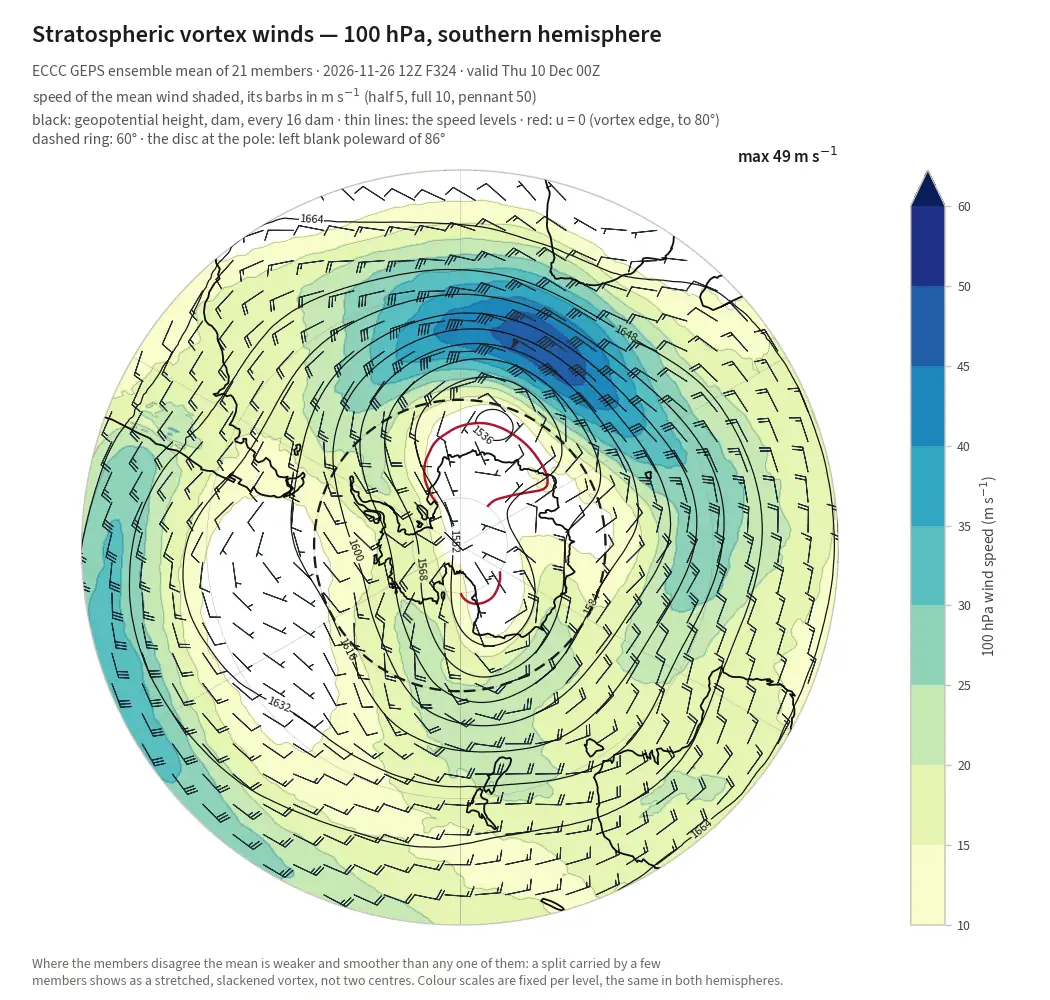 Stratospheric vortex winds — 100 hPa, southern hemisphere
ECCC GEPS ensemble mean of 21 members · 2026-11-26 12Z F324 · valid Thu 10 Dec 00Z
speed of the mean wind shaded, its barbs in m s⁻¹ (half 5, full 10, pennant 50)
black: geopotential height, dam, every 16 dam · thin lines: the speed levels · red: u = 0 (vortex edge, to 80°)
dashed ring: 60° · the disc at the pole: left blank poleward of 86°
max 49 m s⁻¹
1664
1648
1536
1552
1600
1568
1584
1616
1632
1664
60
50
45
40
35
30
25
20
15
10
100 hPa wind speed (m s⁻¹)
Where the members disagree the mean is weaker and smoother than any one of them: a split carried by a few
members shows as a stretched, slackened vortex, not two centres. Colour scales are fixed per level, the same in both hemispheres.